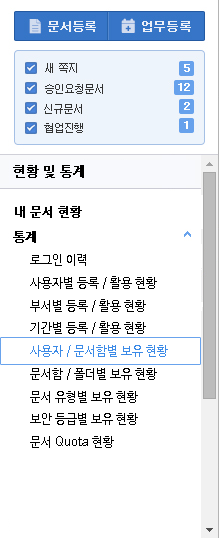 문서등록 업무등록
새 쪽지 5
승인요청문서 12
신규문서 2
협업진행 1
현황 및 통계
내 문서 현황
통계
로그인 이력
사용자별 등록 / 활용 현황
부서별 등록 / 활용 현황
기간별 등록 / 활용 현황
사용자 / 문서함별 보유 현황
문서함 / 폴더별 보유 현황
문서 유형별 보유 현황
보안 등급별 보유 현황
문서 Quota 현황